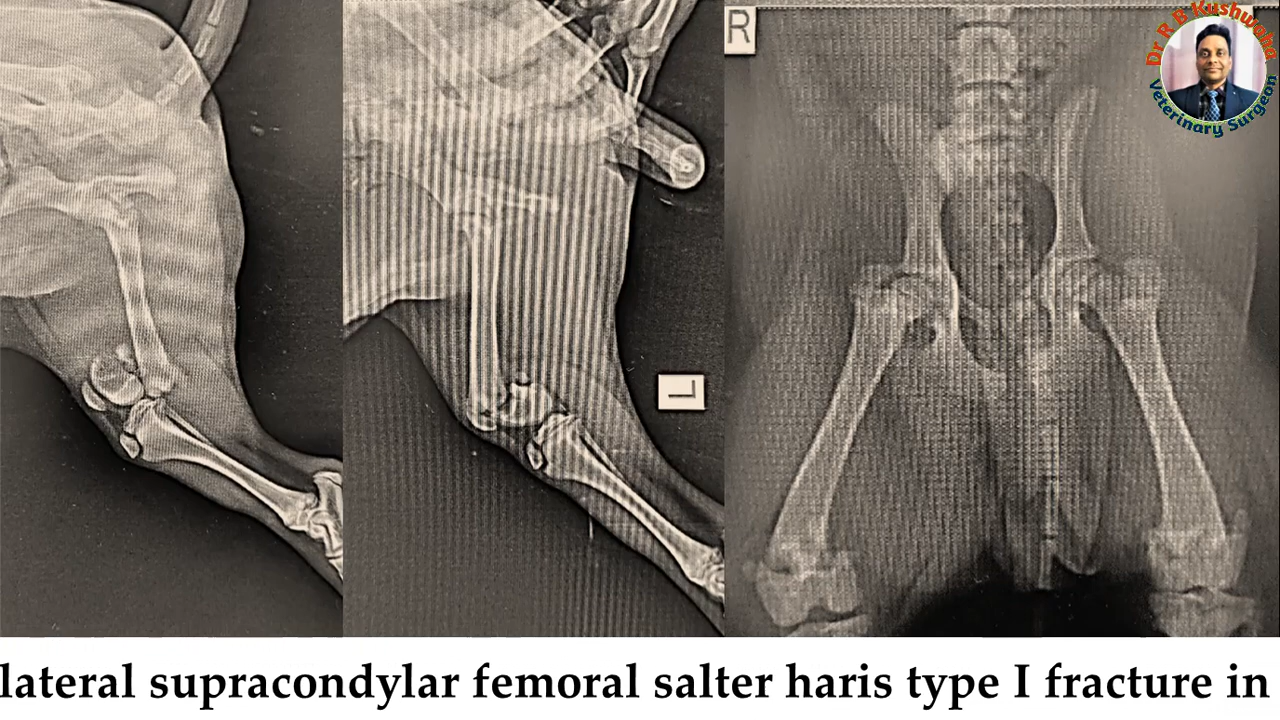 R
Dr R B Kushwaha
Veterinary Surgeon
L
lateral supracondylar femoral salter haris type I fracture in